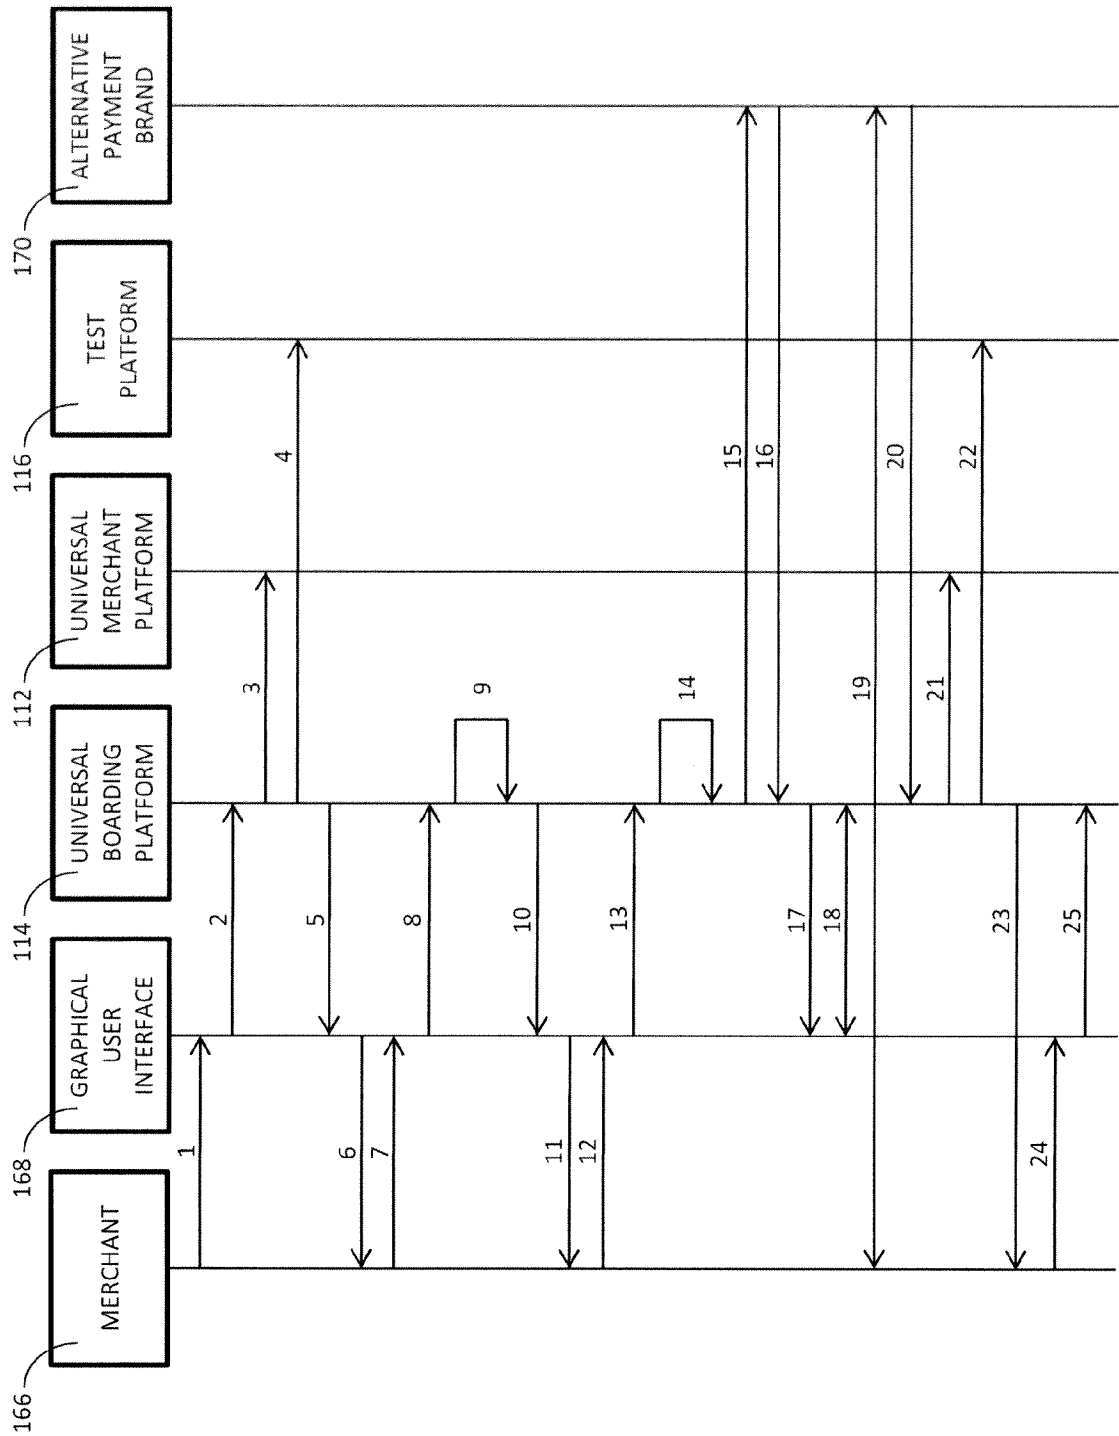 166
MERCHANT
168
GRAPHICAL
USER
INTERFACE
114
UNIVERSAL
BOARDING
PLATFORM
112
UNIVERSAL
MERCHANT
PLATFORM
116
TEST
PLATFORM
170
ALTERNATIVE
PAYMENT
BRAND
1
2
3
4
5
6
7
8
9
10
11
12
13
14
15
16
17
18
19
20
21
22
23
24
25